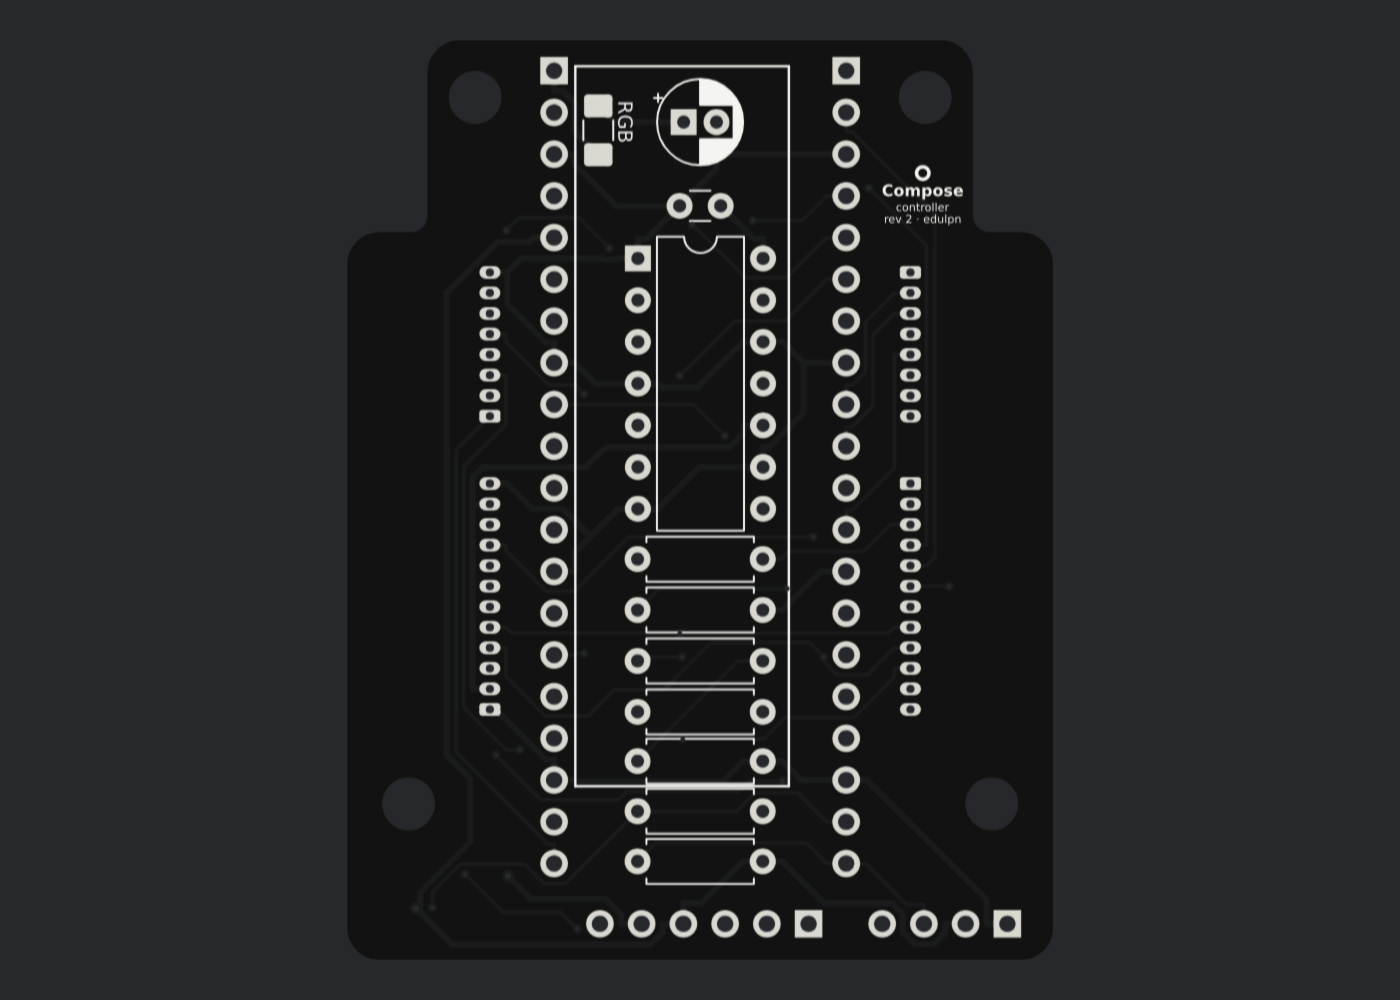 RGB
+
Compose
controller
rev 2 · edulpn